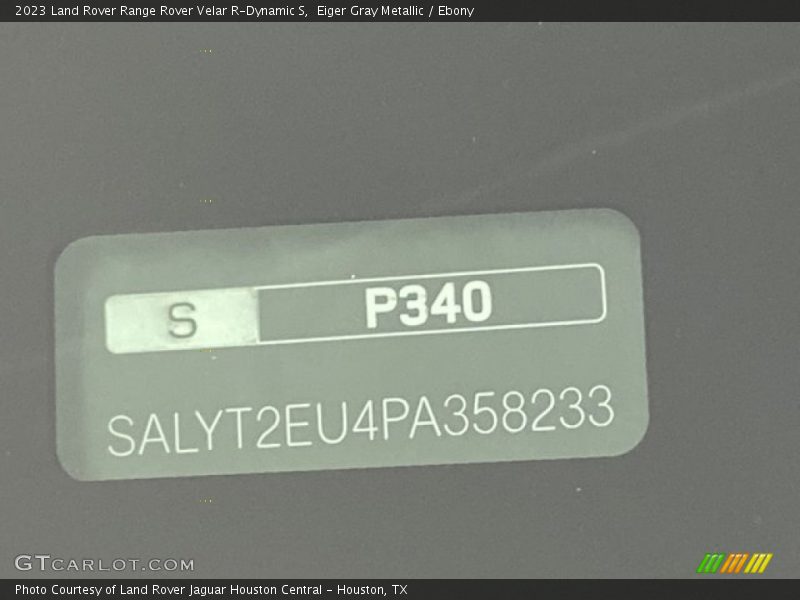 2023 Land Rover Range Rover Velar R-Dynamic S, Eiger Gray Metallic / Ebony
S P340
SALYT2EU4PA358233
GTCARLOT.COM
Photo Courtesy of Land Rover Jaguar Houston Central - Houston, TX